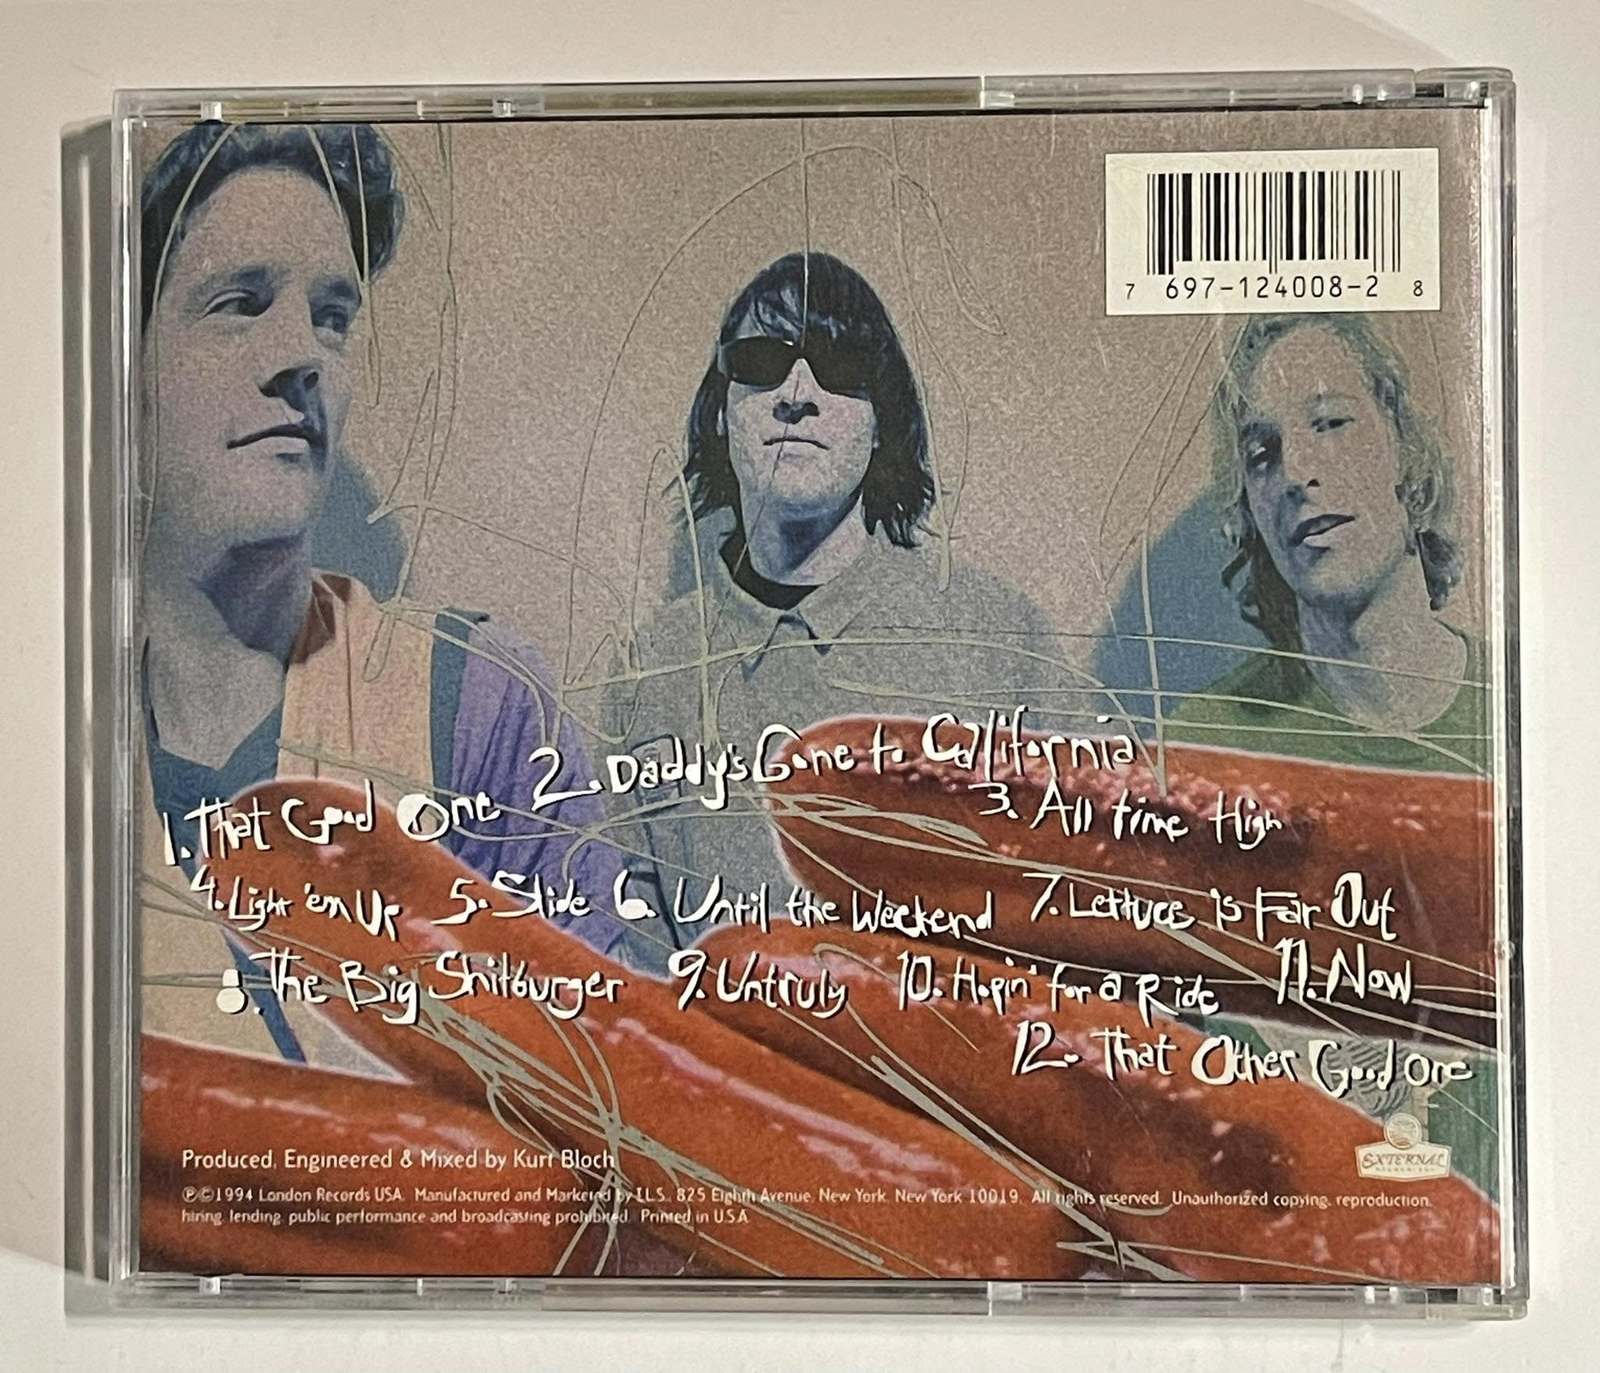 7 697-124008-2 8
1. That Good One 2. Daddy's Gone to California
3. All time High
4. Light 'em Up 5. Slide 6. Until the Weekend 7. Lettuce is Far Out
8. The Big Shitburger 9. Untruly 10. Hopin' for a Ride 11. Now
12. That Other Good One
EXTERNAL
Produced, Engineered & Mixed by Kurt Bloch
℗©1994 London Records USA. Manufactured and Marketed by I.L.S., 825 Eighth Avenue, New York, New York 10019. All rights reserved. Unauthorized copying, reproduction,
hiring, lending, public performance and broadcasting prohibited. Printed in U.S.A.